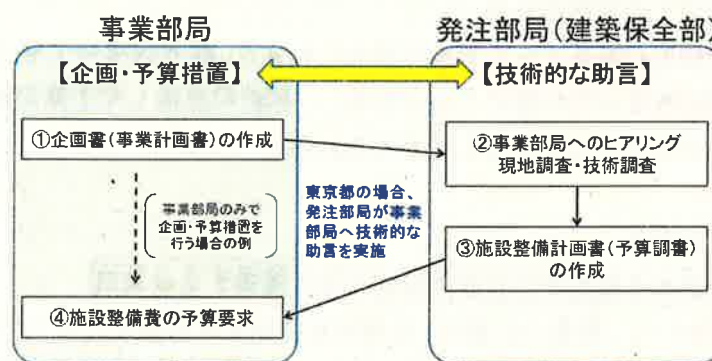 事業部局
発注部局(建築保全部)
【企画・予算措置】
【技術的な助言】
①企画書(事業計画書)の作成
②事業部局へのヒアリング
現地調査・技術調査
事業部局のみで
企画・予算措置を
行う場合の例
東京都の場合、
発注部局が事業
部局へ技術的な
助言を実施
③施設整備計画書(予算調書)
の作成
④施設整備費の予算要求